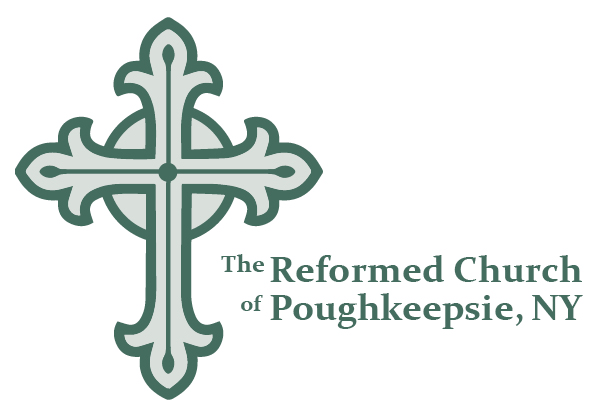 The Reformed Church
of Poughkeepsie, NY